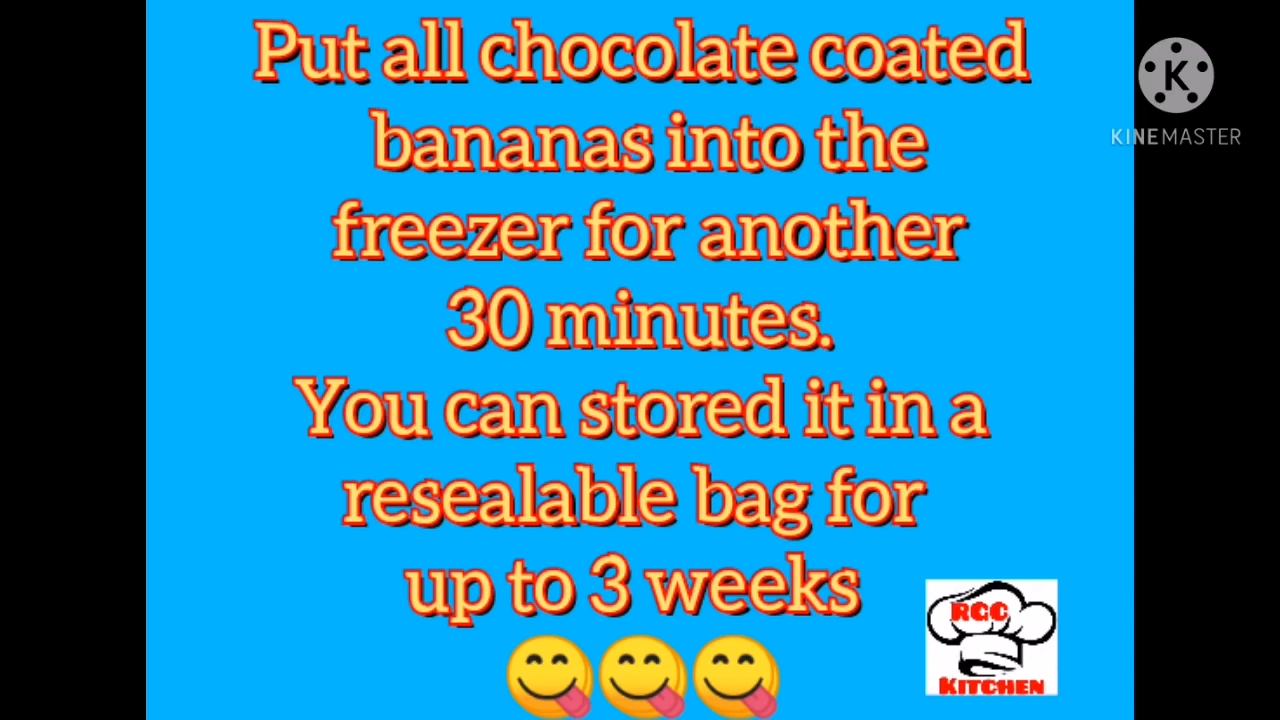 Put all chocolate coated
bananas into the
freezer for another
30 minutes.
You can stored it in a
resealable bag for
up to 3 weeks
KINEMASTER
RGC
KITCHEN